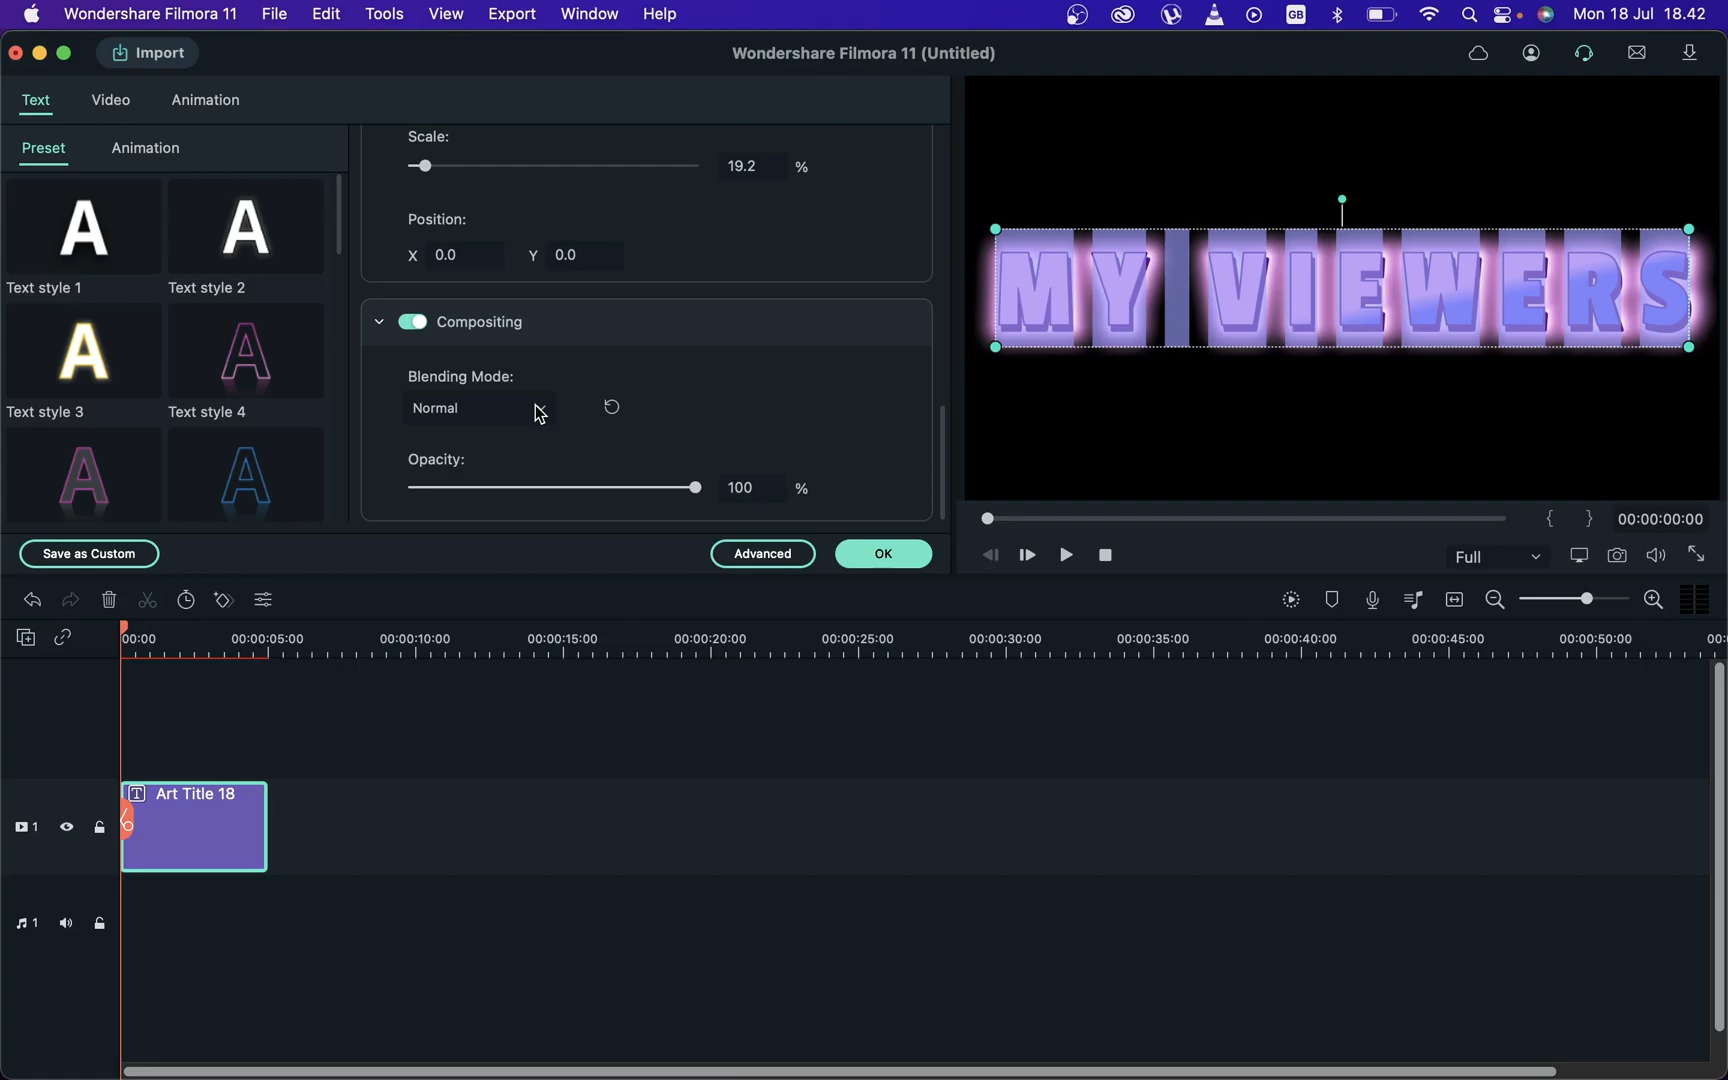 Wondershare Filmora 11 File Edit Tools View Export Window Help GB Mon 18 Jul 18.42
Import Wondershare Filmora 11 (Untitled)
Text Video Animation
Preset Animation
A A
Text style 1 Text style 2
A A
Text style 3 Text style 4
A A
Scale:
19.2 %
Position:
X 0.0 Y 0.0
Compositing
Blending Mode:
Normal
Opacity:
100 %
Save as Custom Advanced OK
MY VIEWERS
{ } 00:00:00:00
Full
00:00 00:00:05:00 00:00:10:00 00:00:15:00 00:00:20:00 00:00:25:00 00:00:30:00 00:00:35:00 00:00:40:00 00:00:45:00 00:00:50:00 00:
T Art Title 18
1
1